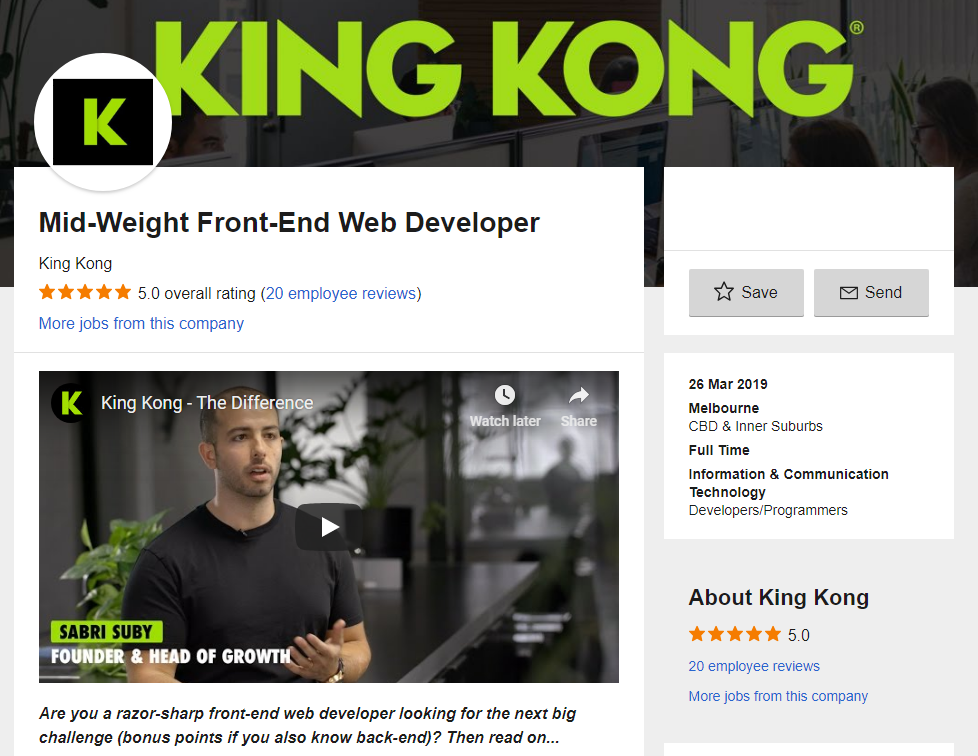 KING KONG®
K
Mid-Weight Front-End Web Developer
King Kong
5.0 overall rating (20 employee reviews)
More jobs from this company
Save
Send
K
King Kong - The Difference
Watch later
Share
SABRI SUBY
FOUNDER & HEAD OF GROWTH
Are you a razor-sharp front-end web developer looking for the next big
challenge (bonus points if you also know back-end)? Then read on...
26 Mar 2019
Melbourne
CBD & Inner Suburbs
Full Time
Information & Communication
Technology
Developers/Programmers
About King Kong
5.0
20 employee reviews
More jobs from this company